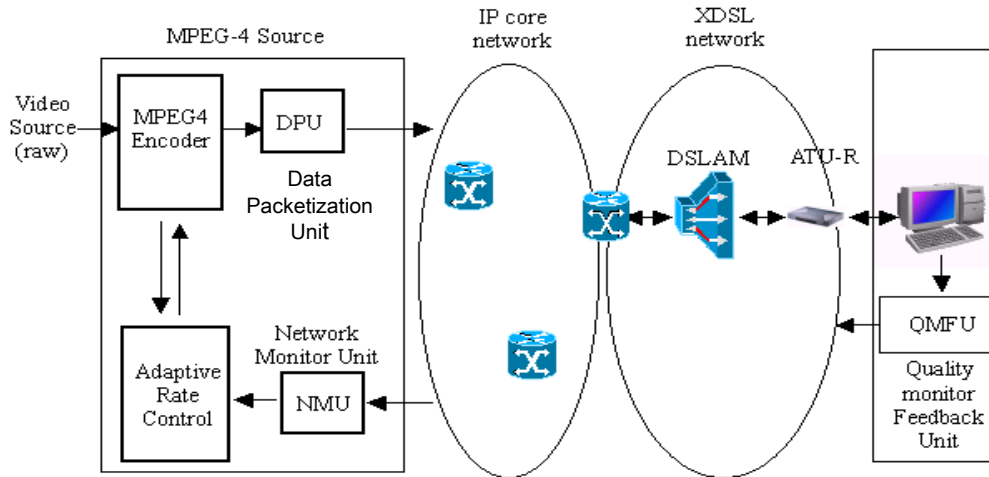 MPEG-4 Source
IP core
network
XDSL
network
Video
Source
(raw)
MPEG4
Encoder
DPU
Data
Packetization
Unit
DSLAM
ATU-R
Adaptive
Rate
Control
Network
Monitor Unit
NMU
QMFU
Quality
monitor
Feedback
Unit